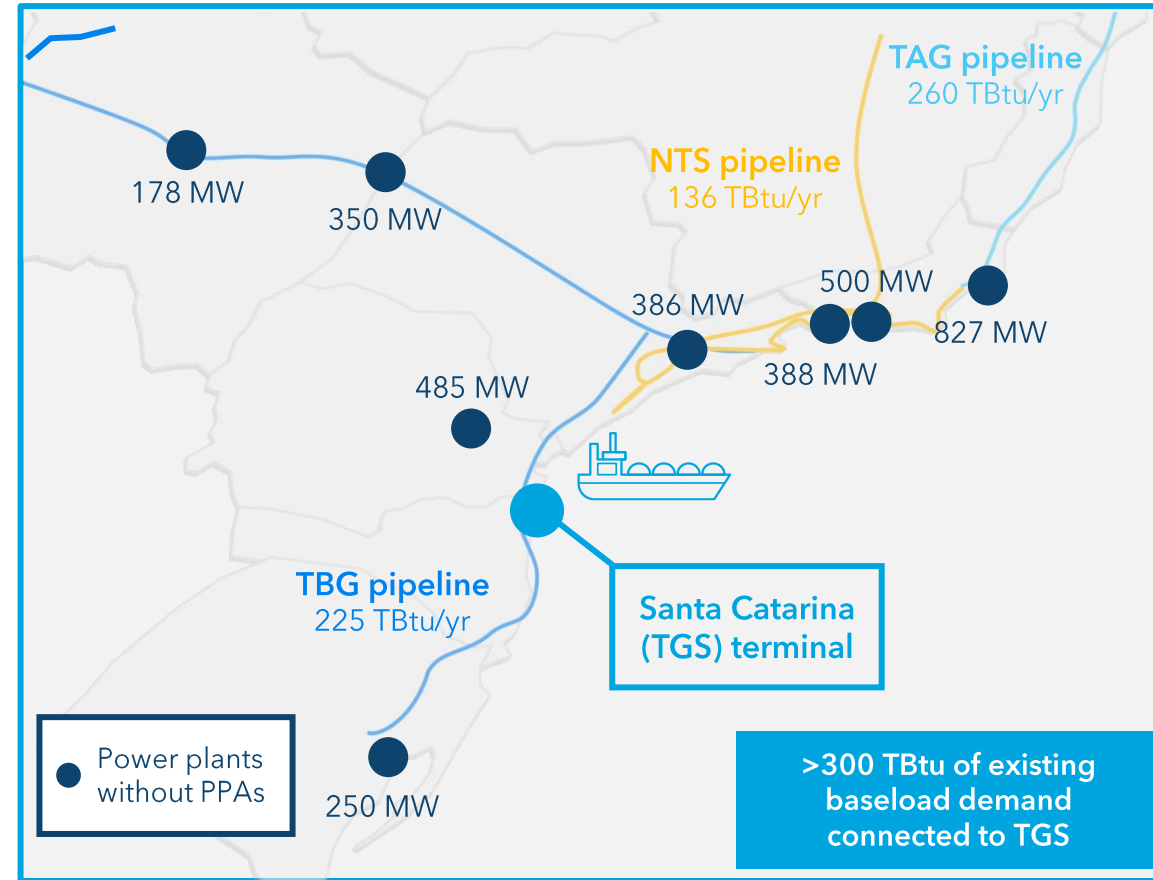 TAG pipeline
260 TBtu/yr
NTS pipeline
136 TBtu/yr
178 MW
350 MW
500 MW
386 MW
827 MW
388 MW
485 MW
TBG pipeline
225 TBtu/yr
Santa Catarina
(TGS) terminal
Power plants
without PPAs
250 MW
>300 TBtu of existing
baseload demand
connected to TGS